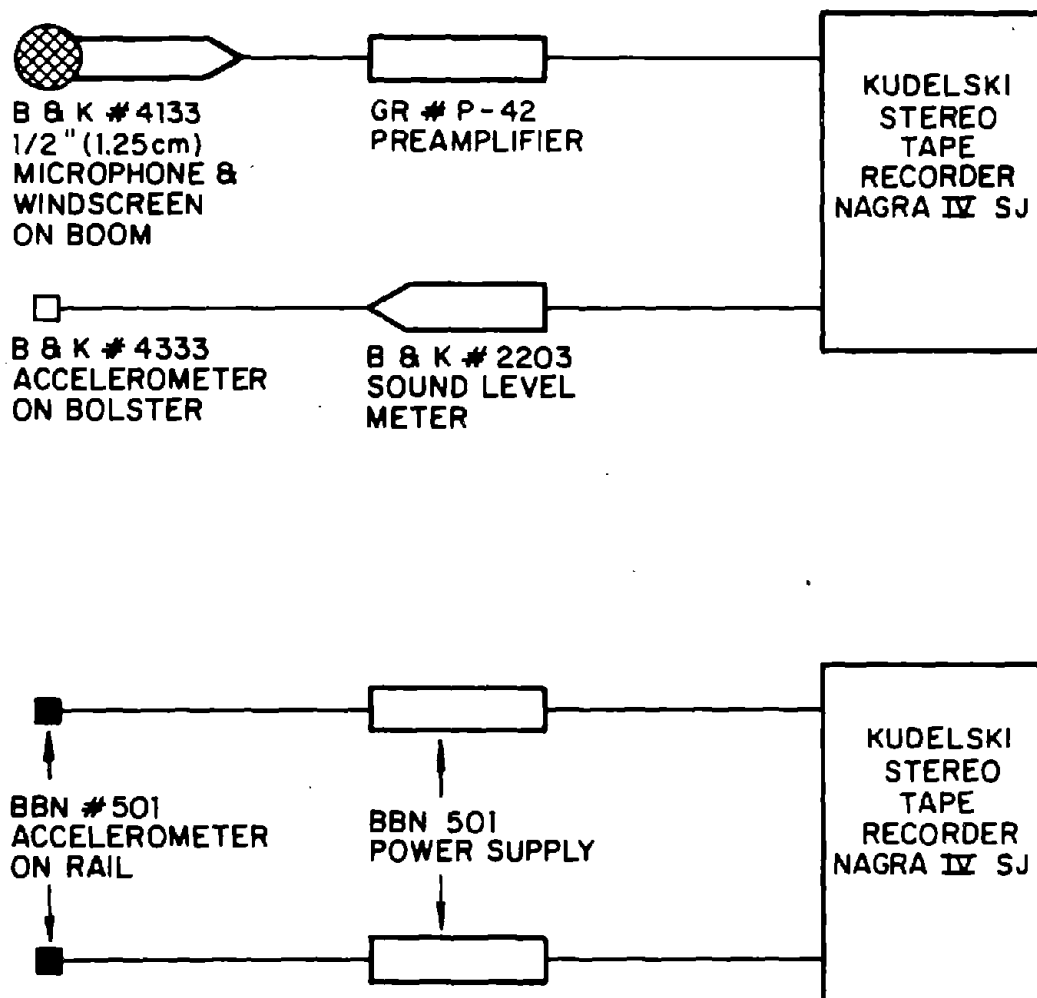 B & K # 4133
1/2" (1.25cm)
MICROPHONE &
WINDSCREEN
ON BOOM
GR # P-42
PREAMPLIFIER
KUDELSKI
STEREO
TAPE
RECORDER
NAGRA IV SJ
B & K # 4333
ACCELEROMETER
ON BOLSTER
B & K # 2203
SOUND LEVEL
METER
BBN #501
ACCELEROMETER
ON RAIL
BBN 501
POWER SUPPLY
KUDELSKI
STEREO
TAPE
RECORDER
NAGRA IV SJ